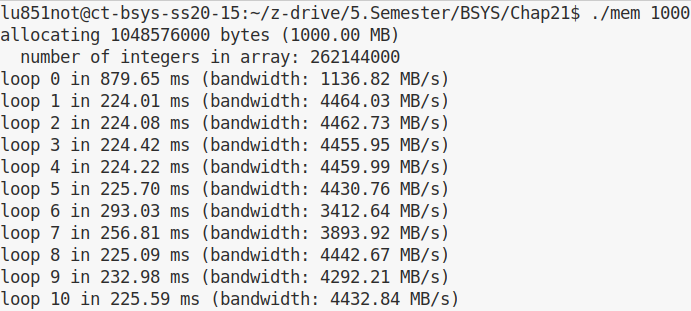 lu851not@ct-bsys-ss20-15:~/z-drive/5.Semester/BSYS/Chap21$ ./mem 1000
allocating 1048576000 bytes (1000.00 MB)
  number of integers in array: 262144000
loop 0 in 879.65 ms (bandwidth: 1136.82 MB/s)
loop 1 in 224.01 ms (bandwidth: 4464.03 MB/s)
loop 2 in 224.08 ms (bandwidth: 4462.73 MB/s)
loop 3 in 224.42 ms (bandwidth: 4455.95 MB/s)
loop 4 in 224.22 ms (bandwidth: 4459.99 MB/s)
loop 5 in 225.70 ms (bandwidth: 4430.76 MB/s)
loop 6 in 293.03 ms (bandwidth: 3412.64 MB/s)
loop 7 in 256.81 ms (bandwidth: 3893.92 MB/s)
loop 8 in 225.09 ms (bandwidth: 4442.67 MB/s)
loop 9 in 232.98 ms (bandwidth: 4292.21 MB/s)
loop 10 in 225.59 ms (bandwidth: 4432.84 MB/s)